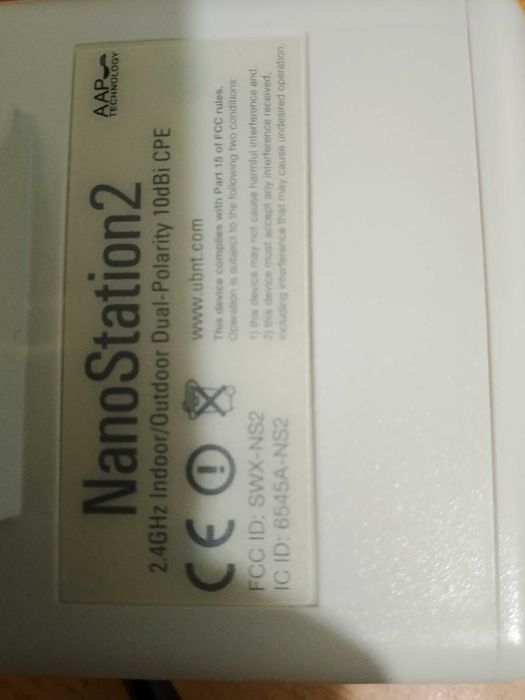 NanoStation2
AAP
TECHNOLOGY
2.4GHz Indoor/Outdoor Dual-Polarity 10dBi CPE
CE
www.ubnt.com
This device complies with Part 15 of FCC rules.
Operation is subject to the following two conditions:
1) this device may not cause harmful interference and,
2) this device must accept any interference received,
including interference that may cause undesired operation.
FCC ID: SWX-NS2
IC ID: 6545A-NS2